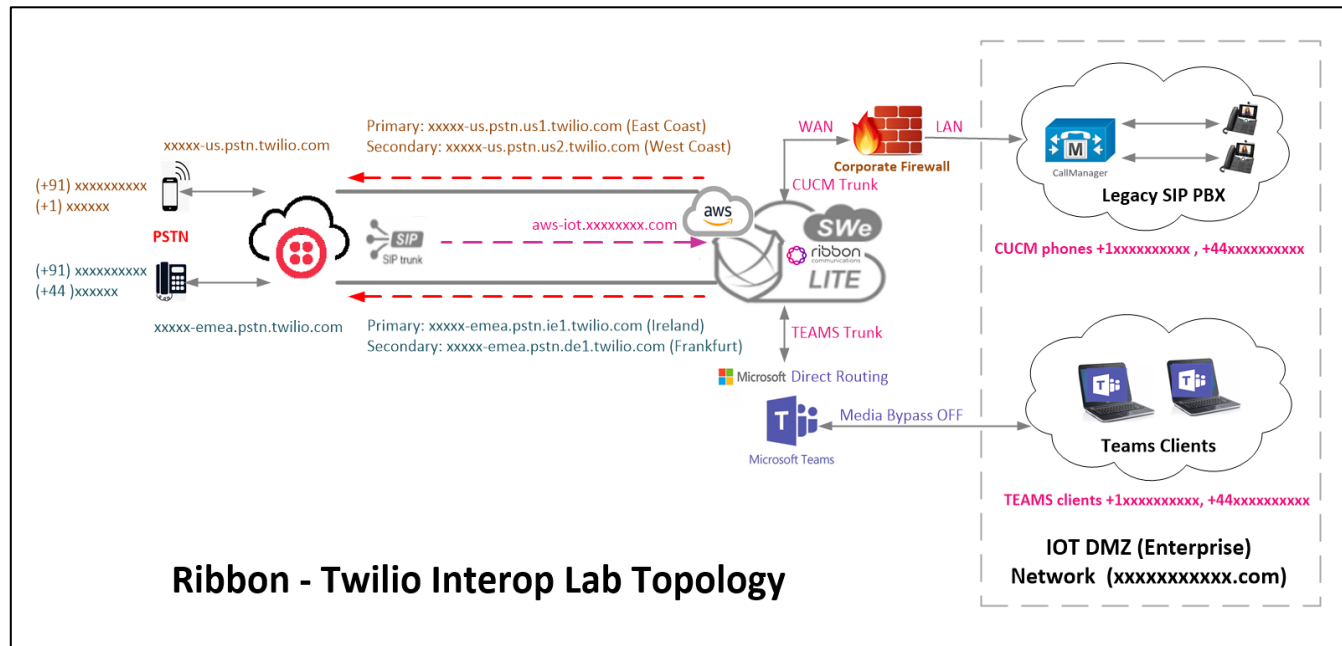 xxxxx-us.pstn.twilio.com
(+91) xxxxxxxxxx
(+1) xxxxxx
PSTN
(+91) xxxxxxxxxx
(+44 )xxxxxx
xxxxx-emea.pstn.twilio.com
Primary: xxxxx-us.pstn.us1.twilio.com (East Coast)
Secondary: xxxxx-us.pstn.us2.twilio.com (West Coast)
SIP
SIP trunk
aws-iot.xxxxxxxx.com
Primary: xxxxx-emea.pstn.ie1.twilio.com (Ireland)
Secondary: xxxxx-emea.pstn.de1.twilio.com (Frankfurt)
aws
SWe
ribbon
communications
LITE
WAN
LAN
Corporate Firewall
CUCM Trunk
TEAMS Trunk
Microsoft Direct Routing
T
Microsoft Teams
Media Bypass OFF
M
CallManager
Legacy SIP PBX
CUCM phones +1xxxxxxxxxx , +44xxxxxxxxxx
T
T
Teams Clients
TEAMS clients +1xxxxxxxxxx, +44xxxxxxxxxx
IOT DMZ (Enterprise)
Network (xxxxxxxxxxx.com)
Ribbon - Twilio Interop Lab Topology